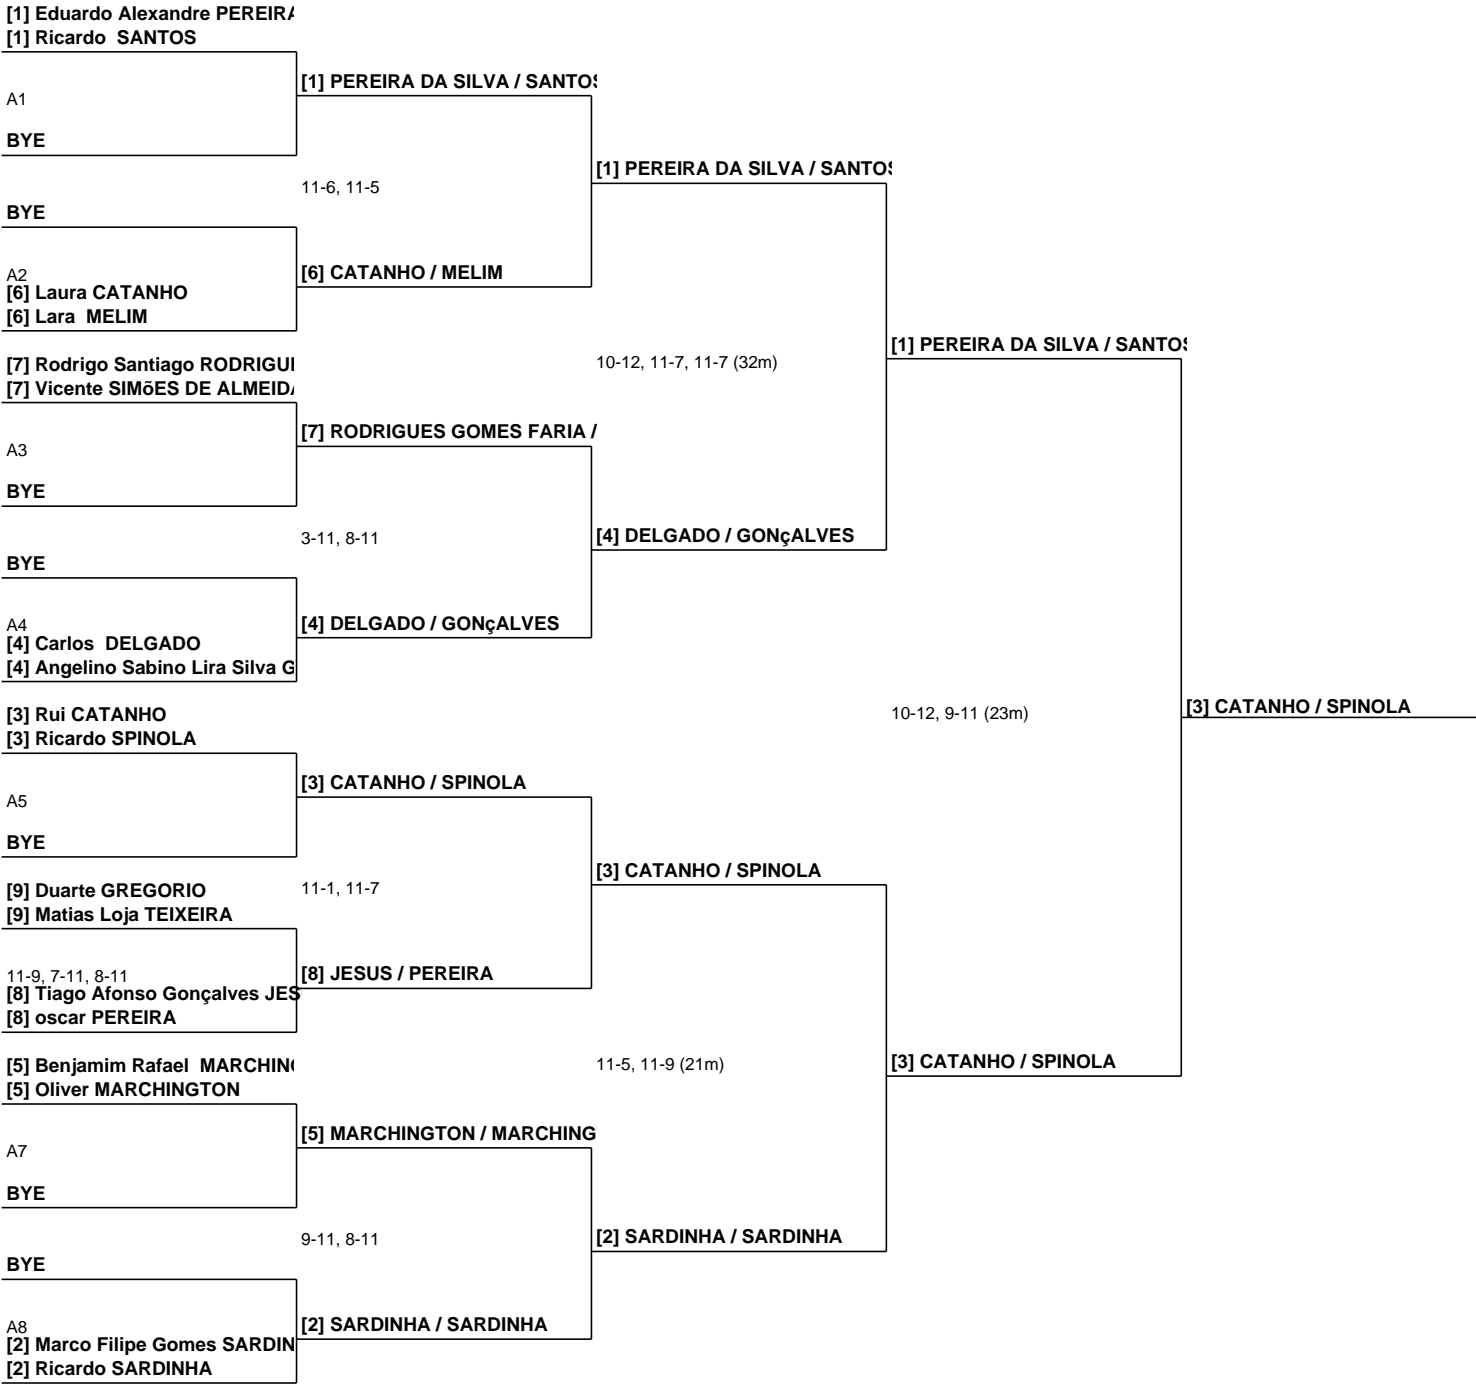 [1] Eduardo Alexandre PEREIRA
[1] Ricardo  SANTOS
A1
BYE
BYE
A2
[6] Laura CATANHO
[6] Lara  MELIM
[7] Rodrigo Santiago RODRIGUE
[7] Vicente SIMõES DE ALMEIDA
A3
BYE
BYE
A4
[4] Carlos  DELGADO
[4] Angelino Sabino Lira Silva G
[3] Rui CATANHO
[3] Ricardo SPINOLA
A5
BYE
[9] Duarte GREGORIO
[9] Matias Loja TEIXEIRA
11-9, 7-11, 8-11
[8] Tiago Afonso Gonçalves JES
[8] oscar PEREIRA
[5] Benjamim Rafael  MARCHING
[5] Oliver MARCHINGTON
A7
BYE
BYE
A8
[2] Marco Filipe Gomes SARDIN
[2] Ricardo SARDINHA
[1] PEREIRA DA SILVA / SANTOS
11-6, 11-5
[6] CATANHO / MELIM
[7] RODRIGUES GOMES FARIA /
3-11, 8-11
[4] DELGADO / GONçALVES
[3] CATANHO / SPINOLA
11-1, 11-7
[8] JESUS / PEREIRA
[5] MARCHINGTON / MARCHING
9-11, 8-11
[2] SARDINHA / SARDINHA
[1] PEREIRA DA SILVA / SANTOS
10-12, 11-7, 11-7 (32m)
[4] DELGADO / GONçALVES
[3] CATANHO / SPINOLA
11-5, 11-9 (21m)
[2] SARDINHA / SARDINHA
[1] PEREIRA DA SILVA / SANTOS
10-12, 9-11 (23m)
[3] CATANHO / SPINOLA
[3] CATANHO / SPINOLA